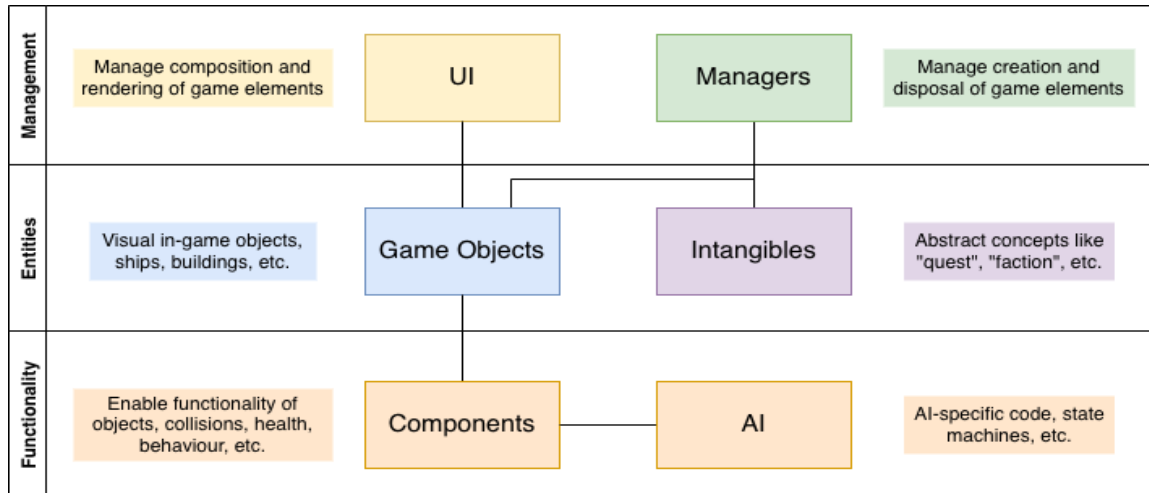 Management
Manage composition and
rendering of game elements
UI
Managers
Manage creation and
disposal of game elements
Entities
Visual in-game objects,
ships, buildings, etc.
Game Objects
Intangibles
Abstract concepts like
"quest", "faction", etc.
Functionality
Enable functionality of
objects, collisions, health,
behaviour, etc.
Components
AI
AI-specific code, state
machines, etc.